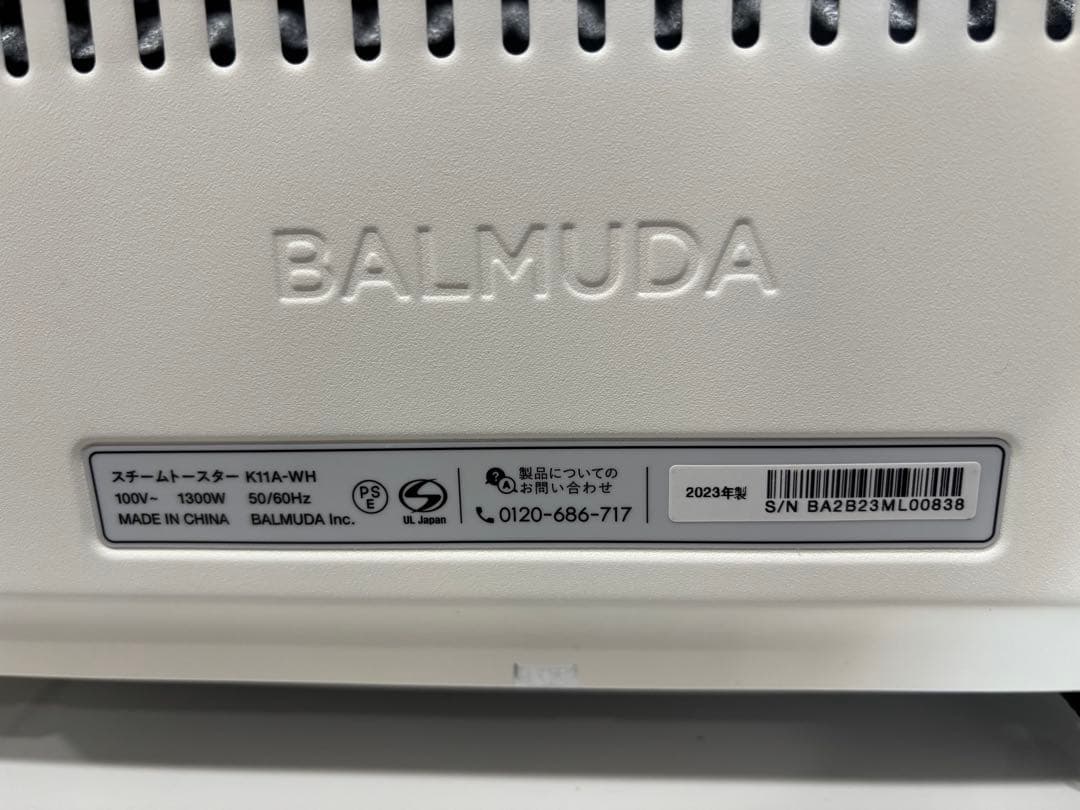 BALMUDA
スチームトースター K11A-WH
100V~ 1300W 50/60Hz
MADE IN CHINA BALMUDA Inc.
PS
E
S
UL Japan
? 製品についての
A お問い合わせ
0120-686-717
2023年製
S/N BA2B23ML00838